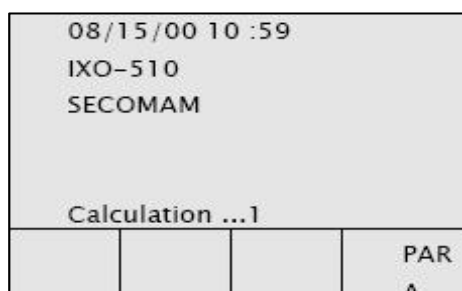 08/15/00 10 :59
IXO-510
SECOMAM
Calculation ...1
PAR
A